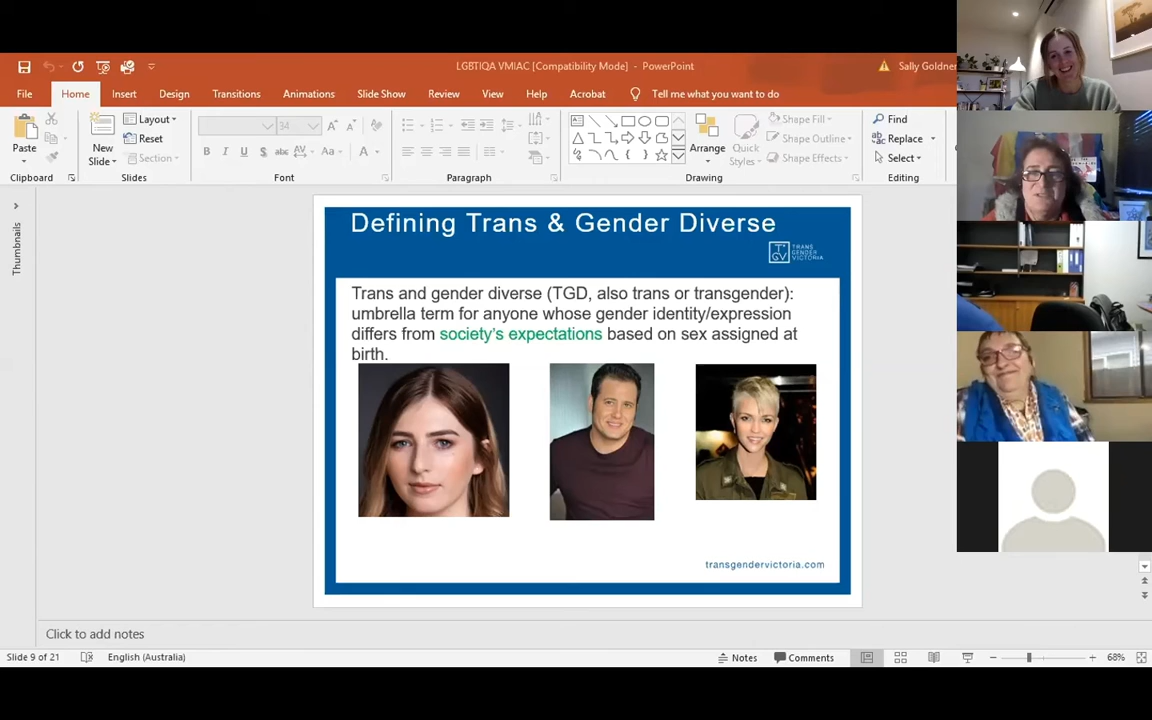 LGBTIQA VMIAC [Compatibility Mode] - PowerPoint
Sally Goldner
File Home Insert Design Transitions Animations Slide Show Review View Help Acrobat Tell me what you want to do
Paste
Clipboard
New
Slide
Layout
Reset
Section
Slides
34
B I U S abc AV Aa A
Font
Paragraph
Arrange
Quick
Styles
Shape Fill
Shape Outline
Shape Effects
Drawing
Find
Replace
Select
Editing
Thumbnails
Defining Trans & Gender Diverse
TGV TRANS
GENDER
VICTORIA
Trans and gender diverse (TGD, also trans or transgender):
umbrella term for anyone whose gender identity/expression
differs from society's expectations based on sex assigned at
birth.
transgendervictoria.com
Click to add notes
Slide 9 of 21 English (Australia) Notes Comments 68%